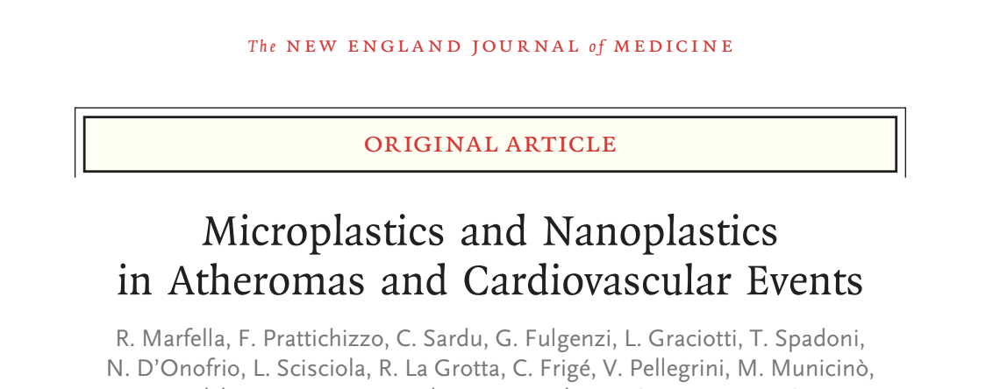 The NEW ENGLAND JOURNAL of MEDICINE
ORIGINAL ARTICLE
Microplastics and Nanoplastics
in Atheromas and Cardiovascular Events
R. Marfella, F. Prattichizzo, C. Sardu, G. Fulgenzi, L. Graciotti, T. Spadoni,
N. D’Onofrio, L. Scisciola, R. La Grotta, C. Frigé, V. Pellegrini, M. Municinò,